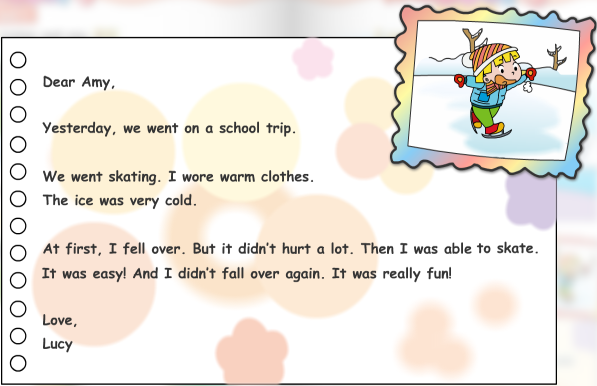 Dear Amy,
Yesterday, we went on a school trip.
We went skating. I wore warm clothes.
The ice was very cold.
At first, I fell over. But it didn't hurt a lot. Then I was able to skate.
It was easy! And I didn't fall over again. It was really fun!
Love,
Lucy